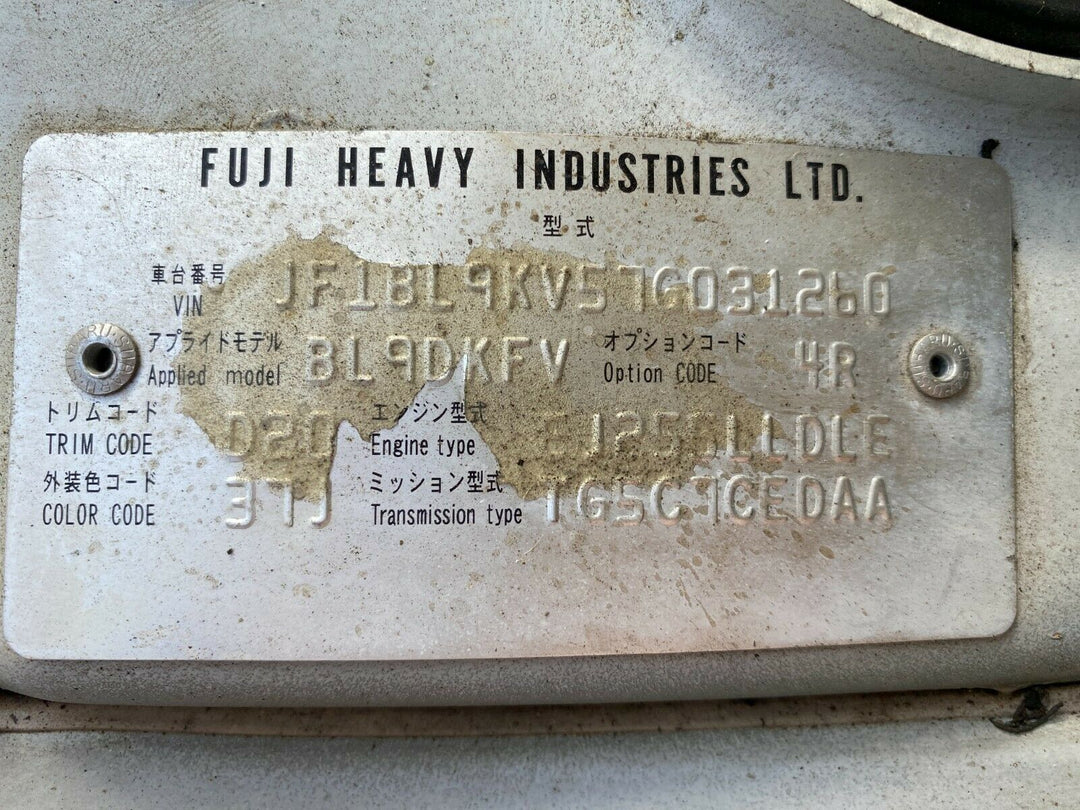 FUJI HEAVY INDUSTRIES LTD.
型式
車台番号
VIN JF1BL9KV57G031260
アプライドモデル オプションコード
Applied model BL9DKFV Option CODE 4R
トリムコード エンジン型式
TRIM CODE D20 Engine type
外装色コード ミッション型式
COLOR CODE 37J Transmission type TG5C7CEDAA